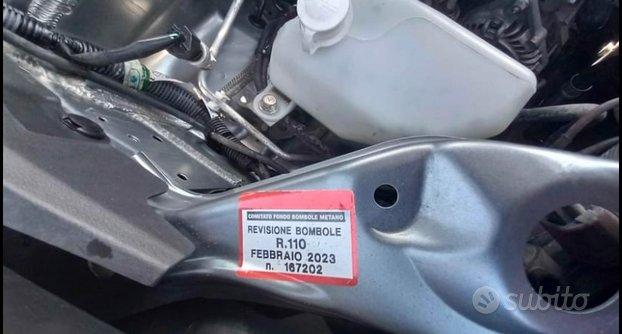 COMITATO FONDO BOMBOLE METANO
REVISIONE BOMBOLE
R.110
FEBBRAIO 2023
n. 167202
subito